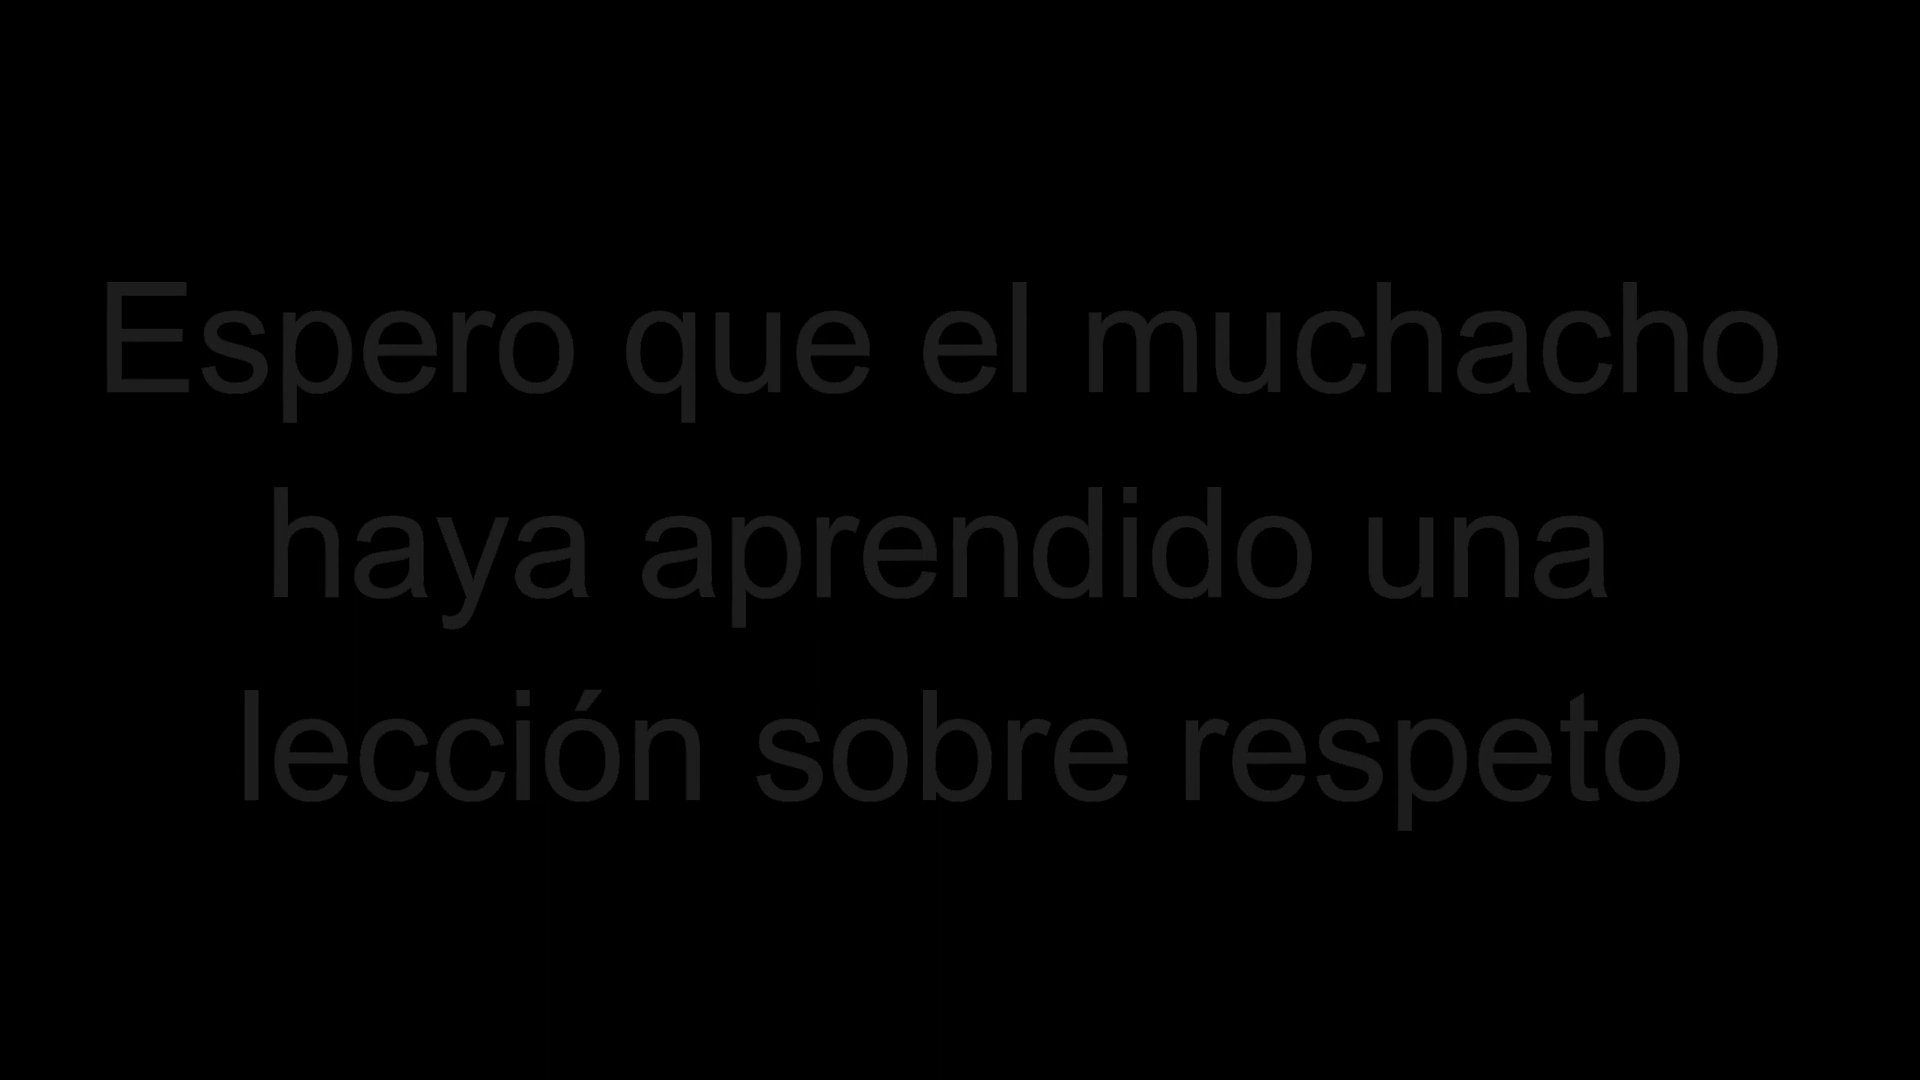 Espero que el muchacho
haya aprendido una
lección sobre respeto